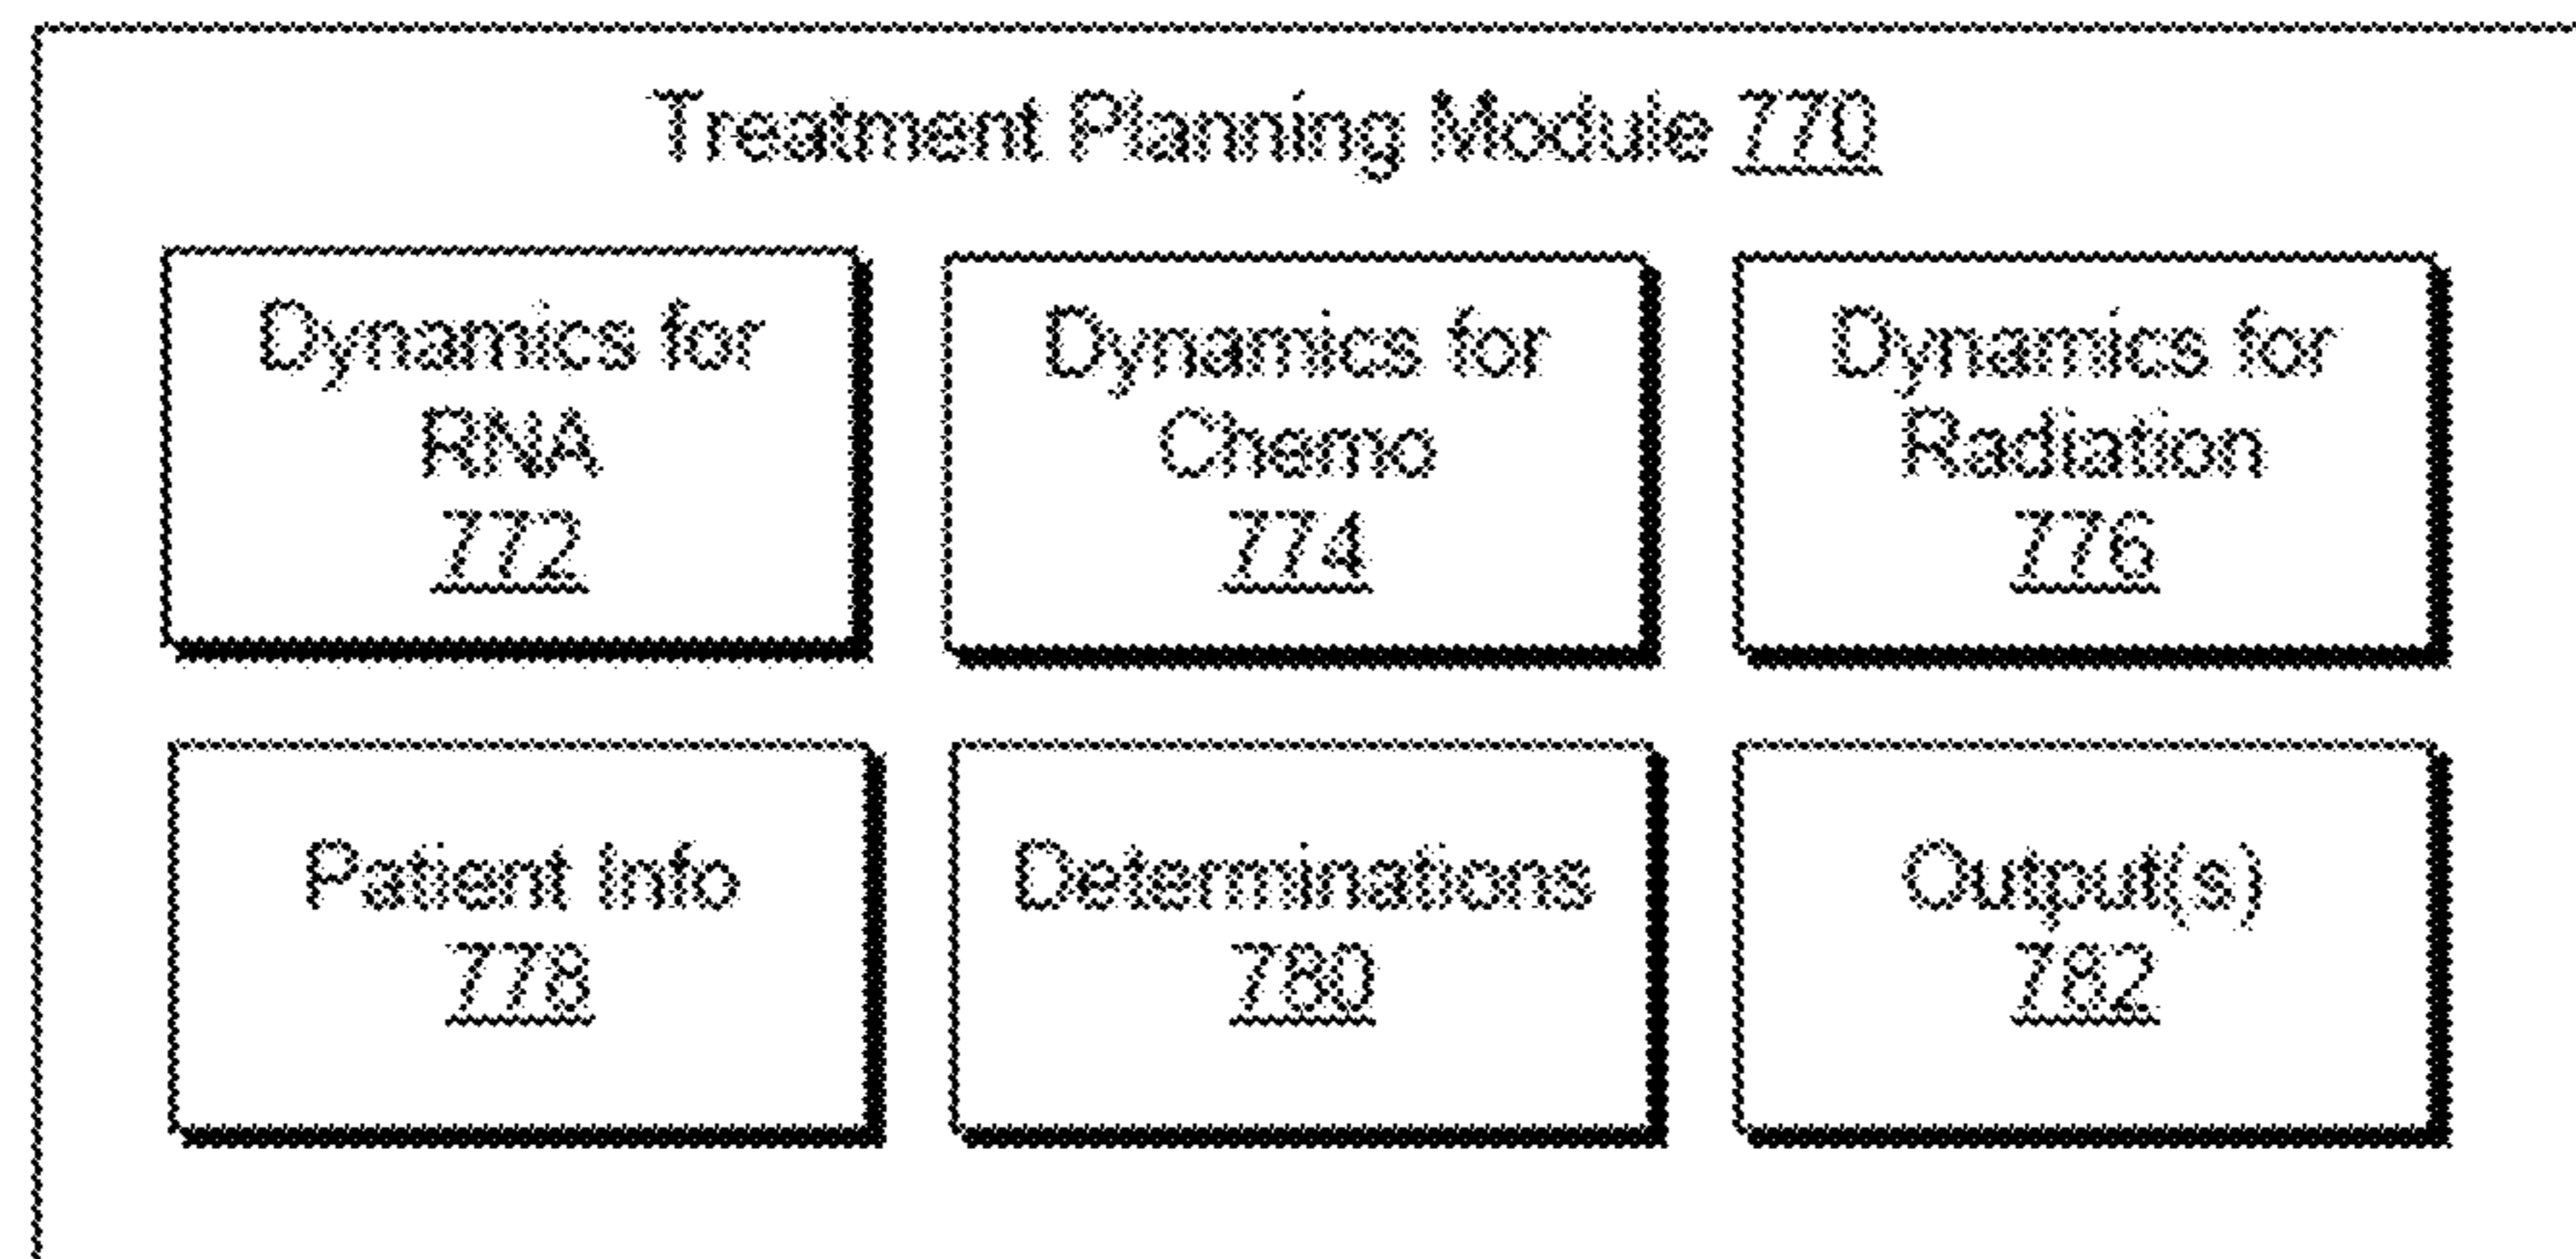 Treatment Planning Module 770
Dynamics for
RNA
772
Dynamics for
Chemo
774
Dynamics for
Radiation
776
Patient Info
778
Determinations
780
Output(s)
782